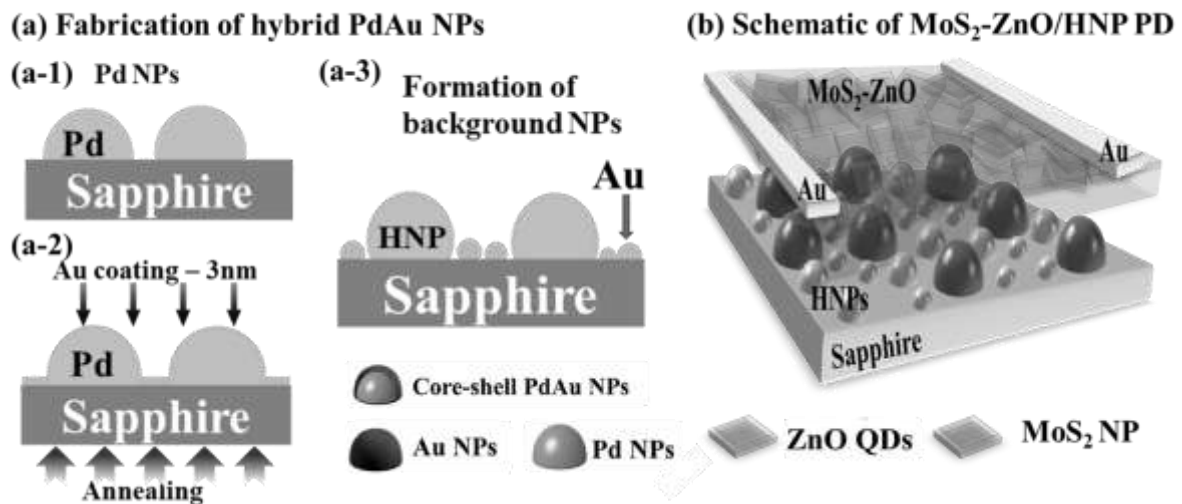 (a) Fabrication of hybrid PdAu NPs
(a-1) Pd NPs
Pd
Sapphire
(a-2)
Au coating – 3nm
Pd
Sapphire
Annealing
(a-3)
Formation of
background NPs
Au
HNP
Sapphire
Core-shell PdAu NPs
Au NPs
Pd NPs
(b) Schematic of MoS₂-ZnO/HNP PD
MoS₂-ZnO
Au
Au
HNPs
Sapphire
ZnO QDs
MoS₂ NP